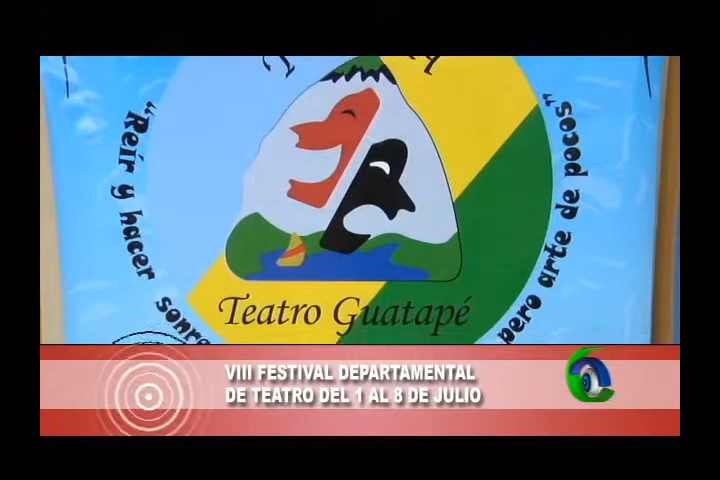 "Reír y hacer
pero arte de pocos"
Teatro Guatapé
VIII FESTIVAL DEPARTAMENTAL
DE TEATRO DEL 1 AL 8 DE JULIO